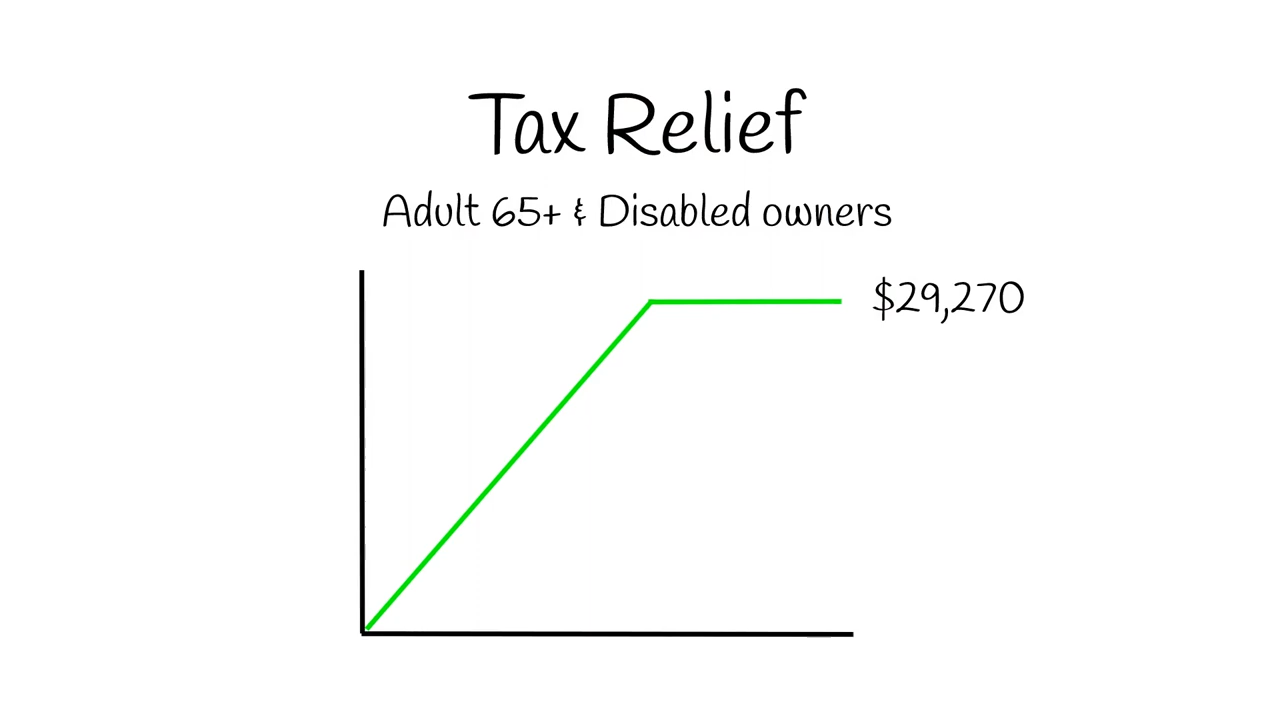 Tax Relief
Adult 65+ & Disabled owners
$29,270